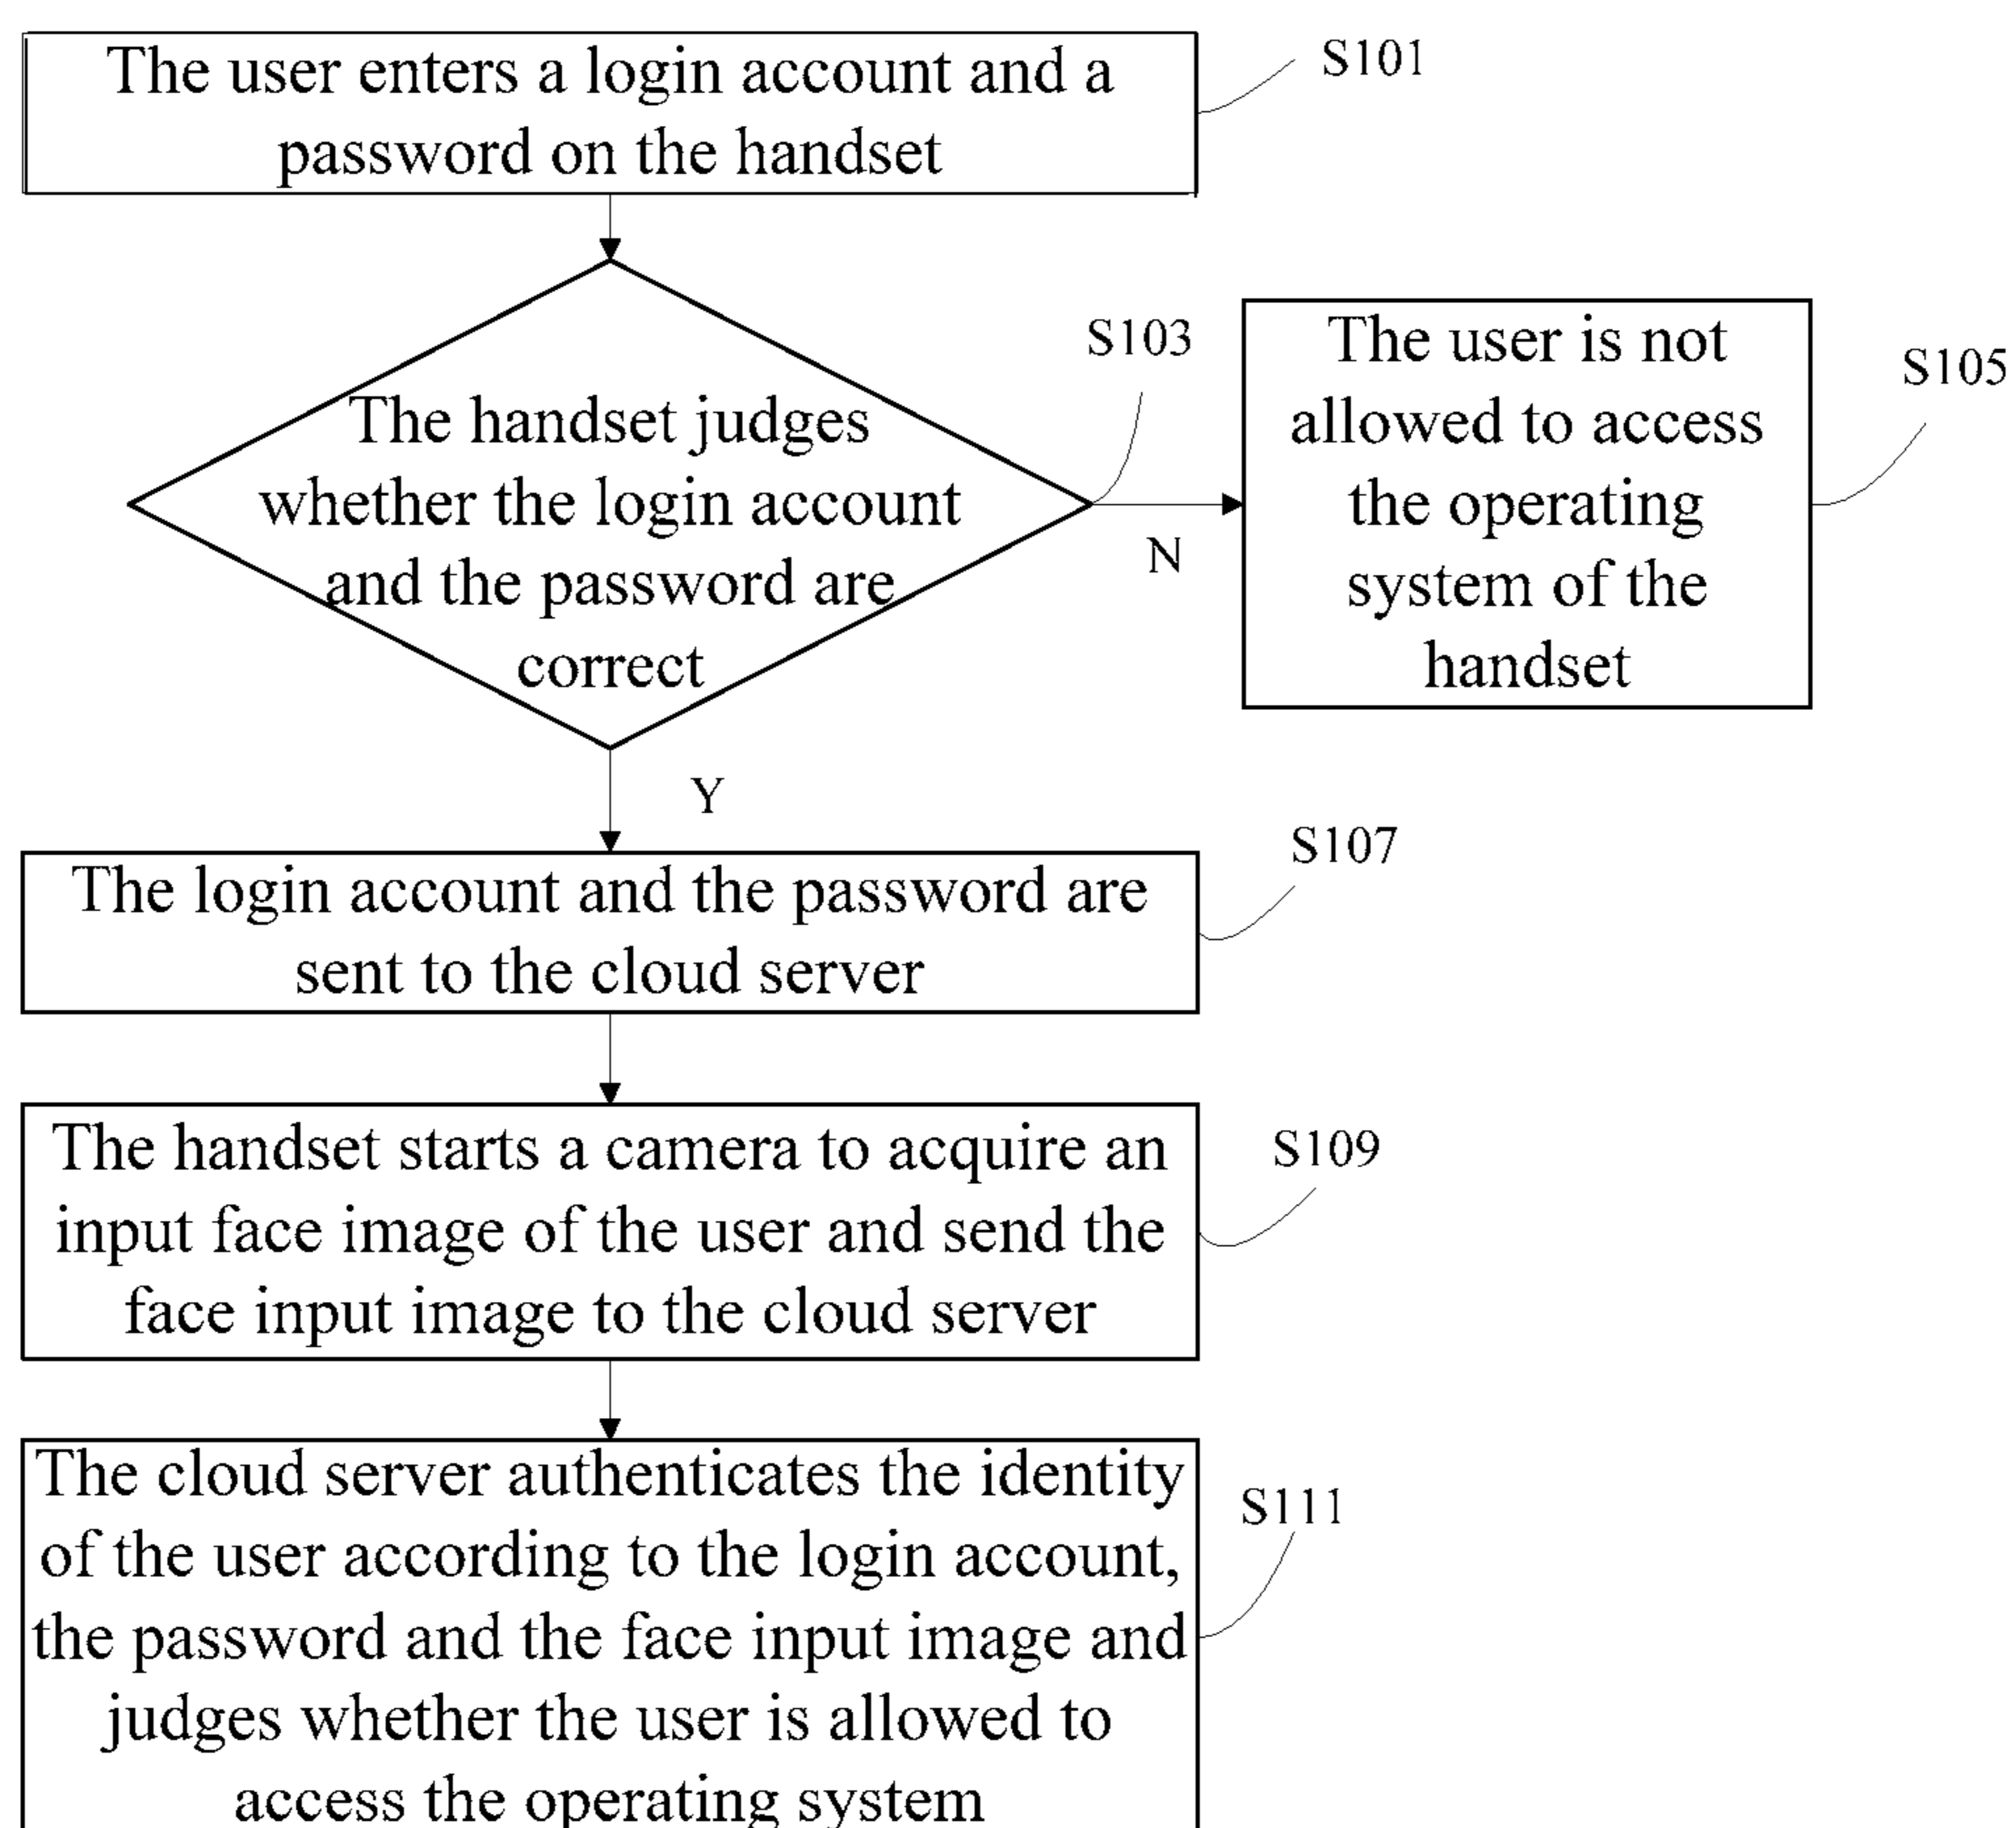 The user enters a login account and a
password on the handset
S101
The handset judges
whether the login account
and the password are
correct
S103
N
The user is not
allowed to access
the operating
system of the
handset
S105
Y
The login account and the password are
sent to the cloud server
S107
The handset starts a camera to acquire an
input face image of the user and send the
face input image to the cloud server
S109
The cloud server authenticates the identity
of the user according to the login account,
the password and the face input image and
judges whether the user is allowed to
access the operating system
S111